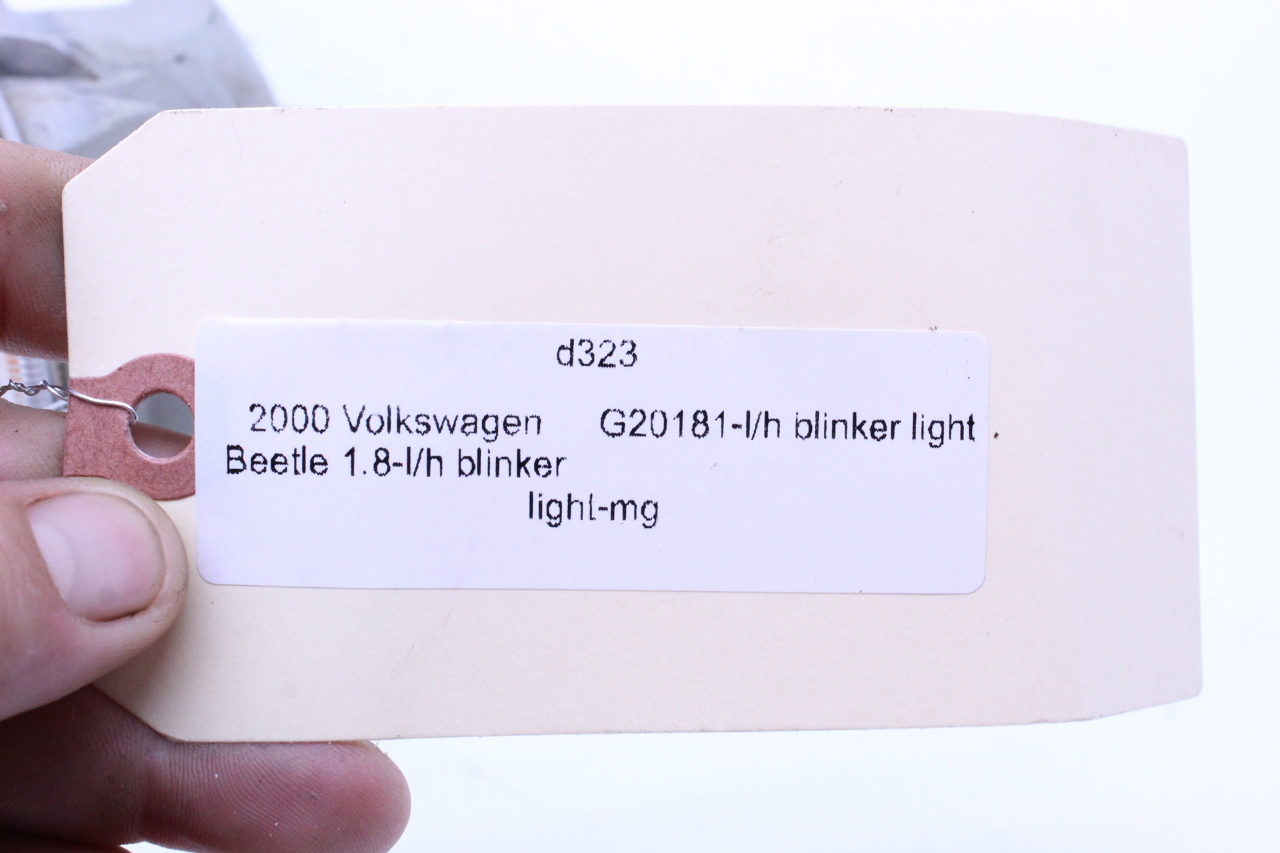 d323
2000 Volkswagen G20181-l/h blinker light
Beetle 1.8-l/h blinker
light-mg